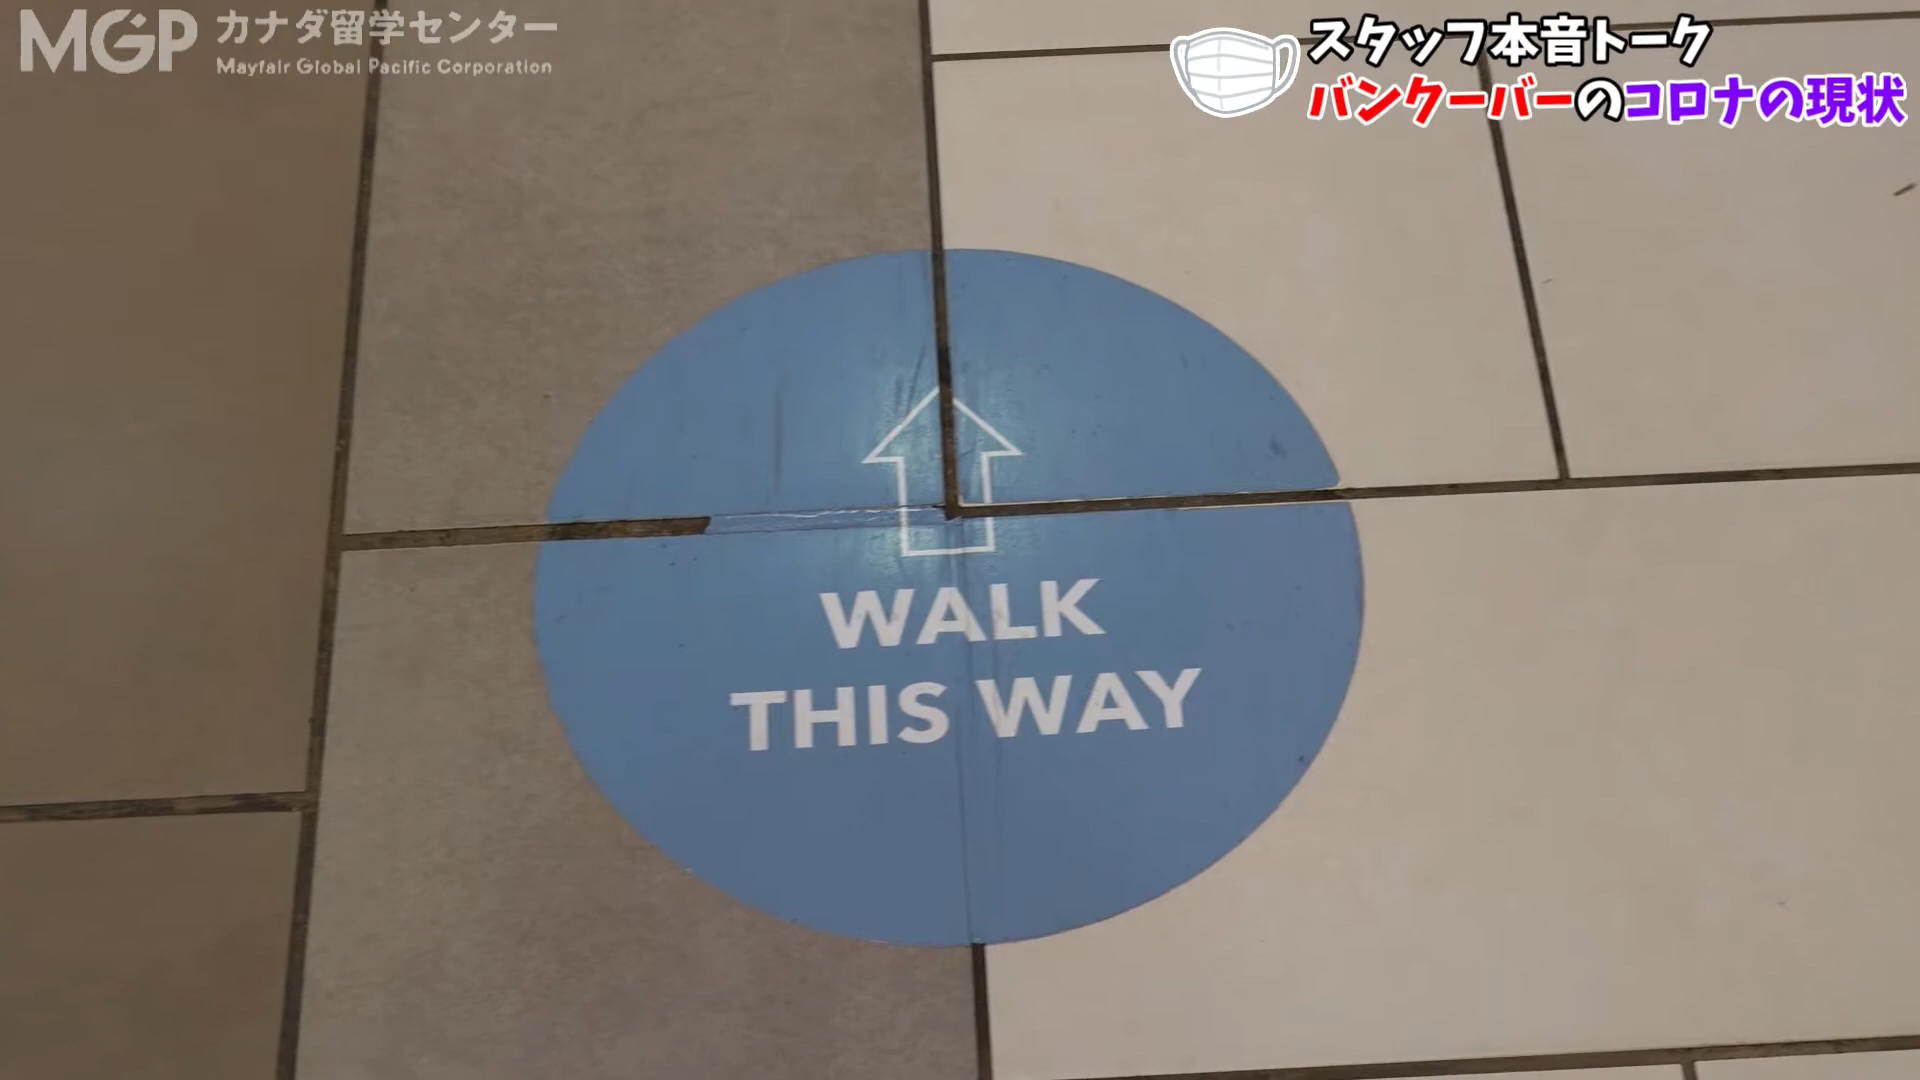 MGP カナダ留学センター
Mayfair Global Pacific Corporation
スタッフ本音トーク
バンクーバーのコロナの現状
WALK
THIS WAY